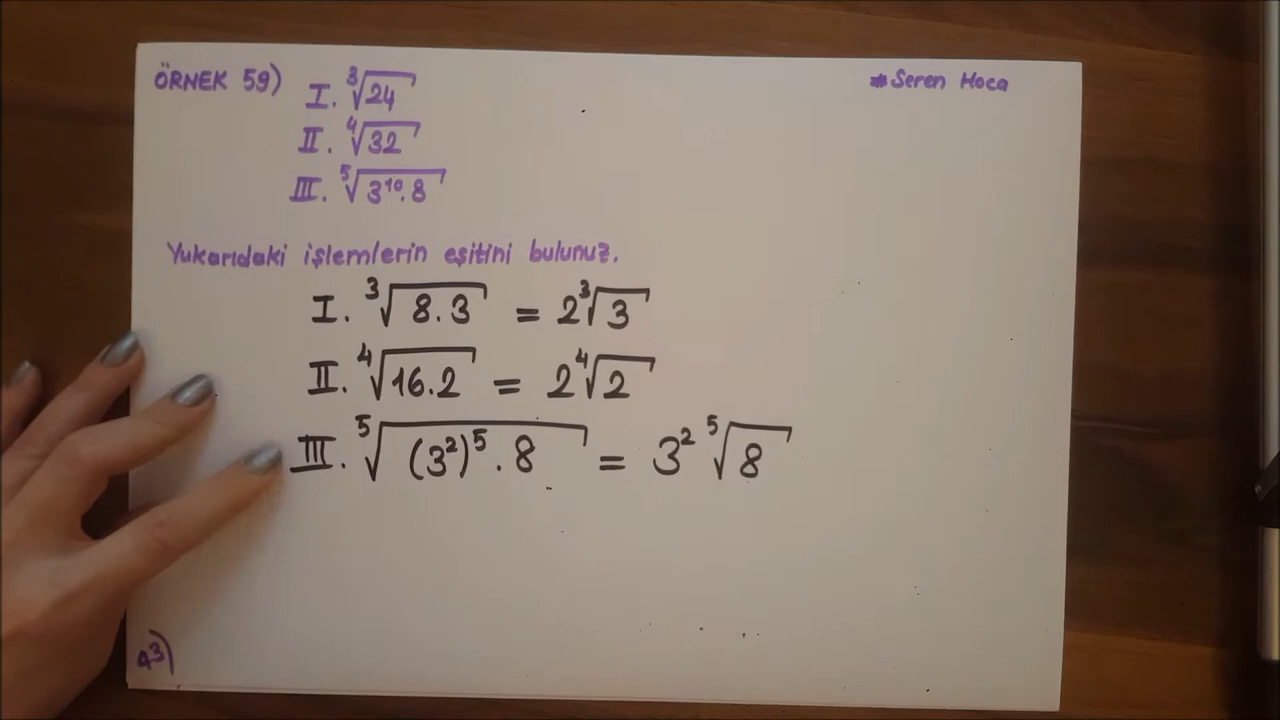 ÖRNEK 59) I. ∛24
* Seren Hoca
II. ∜32
III. ⁵√3¹⁰.8
Yukarıdaki işlemlerin eşitini bulunuz.
I. ∛8.3 = 2∛3
II. ∜16.2 = 2∜2
III. ⁵√(3²)⁵.8 = 3² ⁵√8
93)